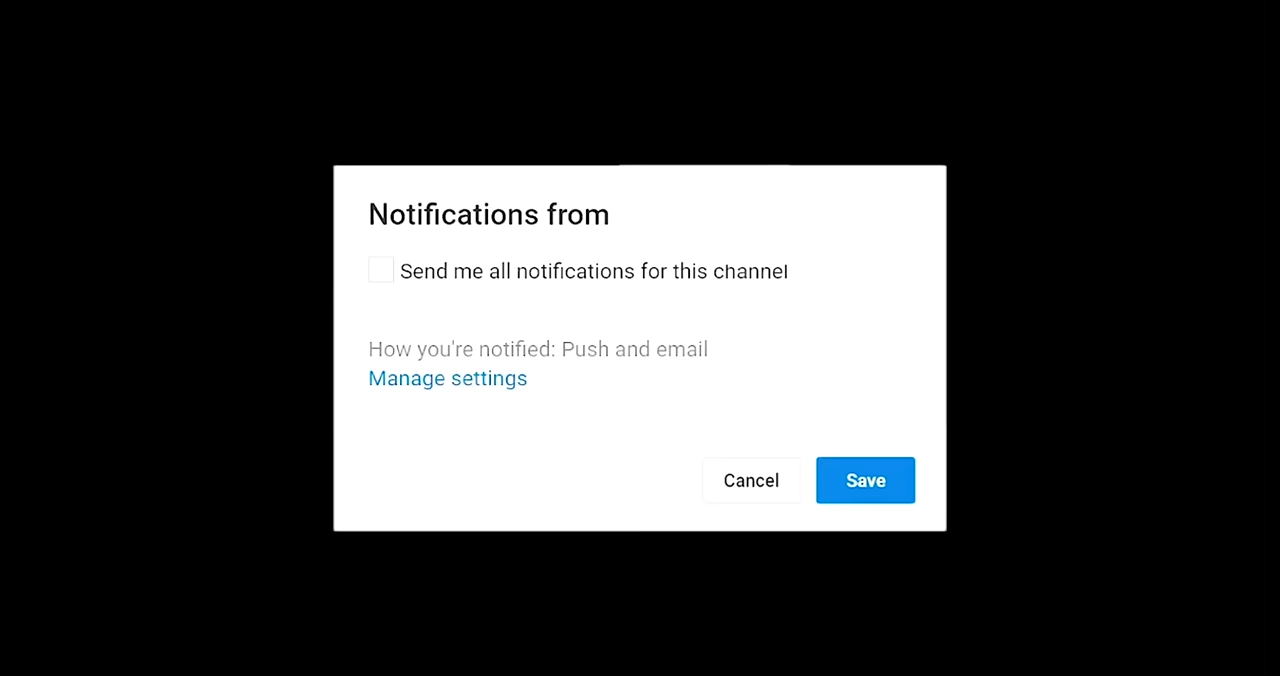 Notifications from
Send me all notifications for this channel
How you're notified: Push and email
Manage settings
Cancel Save